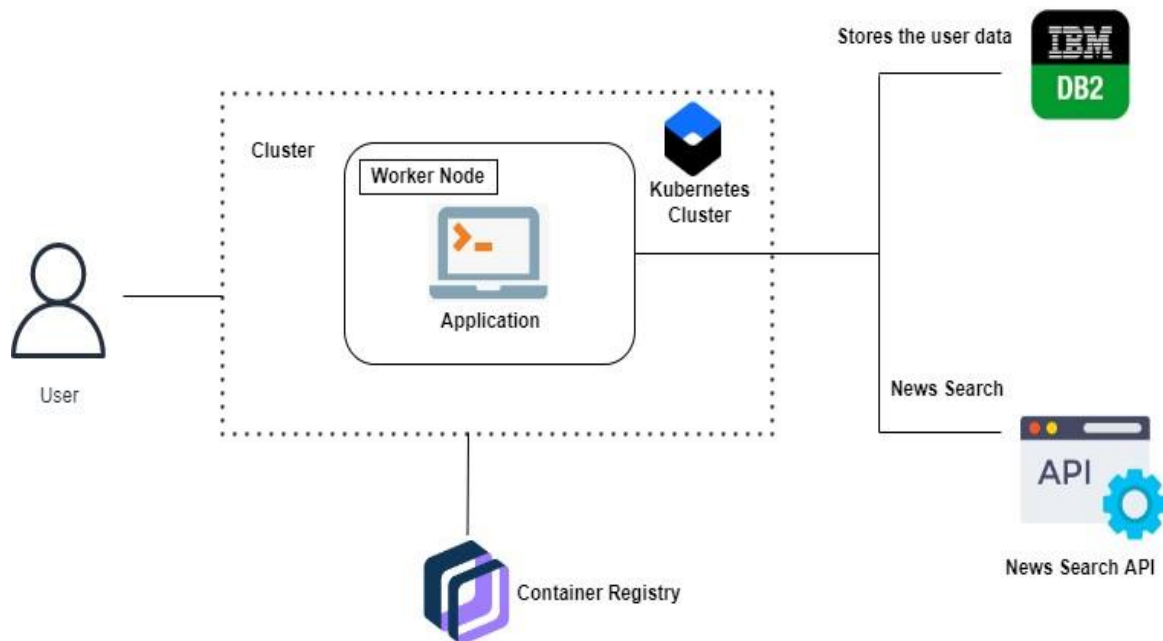 Stores the user data
IBM
DB2
Cluster
Worker Node
Kubernetes
Cluster
Application
User
News Search
API
News Search API
Container Registry